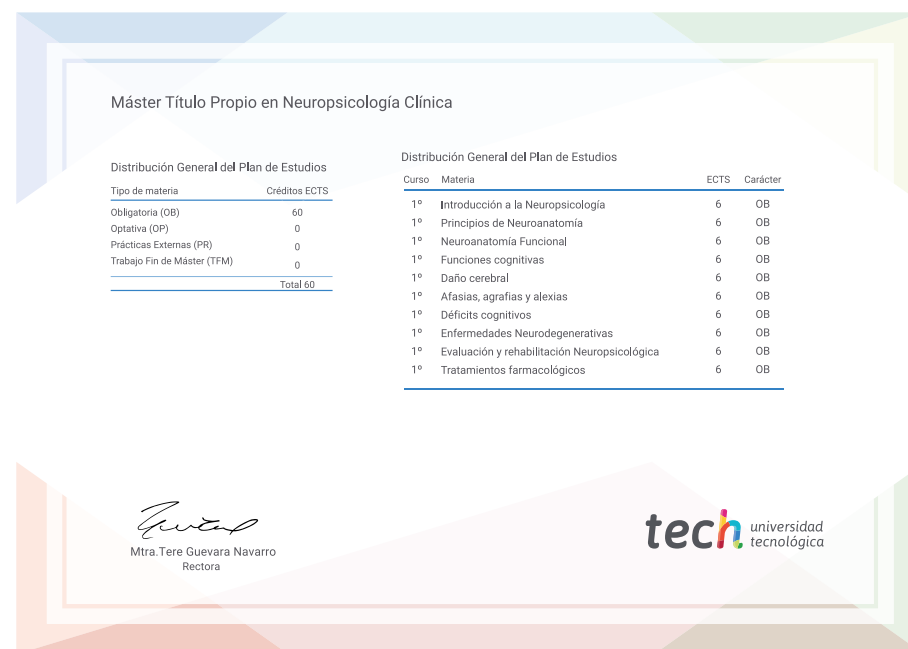 Máster Título Propio en Neuropsicología Clínica
Distribución General del Plan de Estudios
Tipo de materia Créditos ECTS
Obligatoria (OB) 60
Optativa (OP) 0
Prácticas Externas (PR) 0
Trabajo Fin de Máster (TFM) 0
Total 60
Distribución General del Plan de Estudios
Curso Materia ECTS Carácter
1º Introducción a la Neuropsicología 6 OB
1º Principios de Neuroanatomía 6 OB
1º Neuroanatomía Funcional 6 OB
1º Funciones cognitivas 6 OB
1º Daño cerebral 6 OB
1º Afasias, agrafias y alexias 6 OB
1º Déficits cognitivos 6 OB
1º Enfermedades Neurodegenerativas 6 OB
1º Evaluación y rehabilitación Neuropsicológica 6 OB
1º Tratamientos farmacológicos 6 OB
Mtra.Tere Guevara Navarro
Rectora
tech universidad
tecnológica